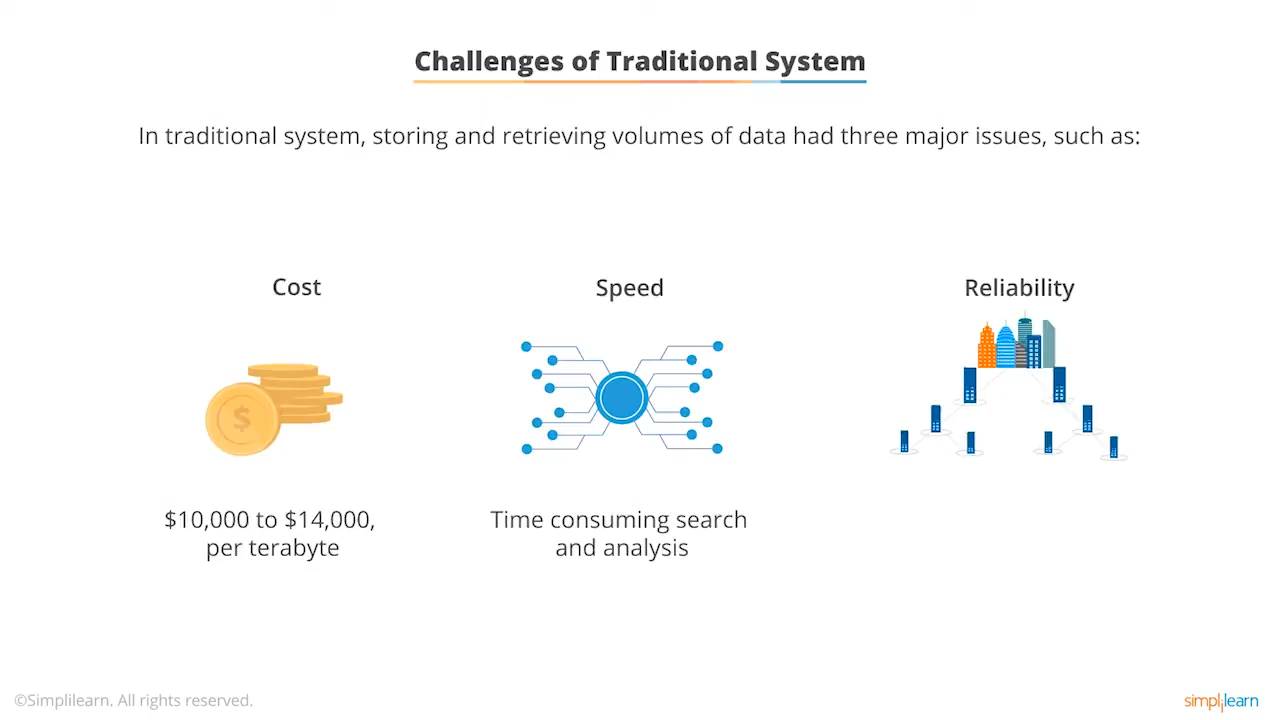 Challenges of Traditional System
In traditional system, storing and retrieving volumes of data had three major issues, such as:
Cost
Speed
Reliability
$
$10,000 to $14,000,
per terabyte
Time consuming search
and analysis
©Simplilearn. All rights reserved.
simplilearn